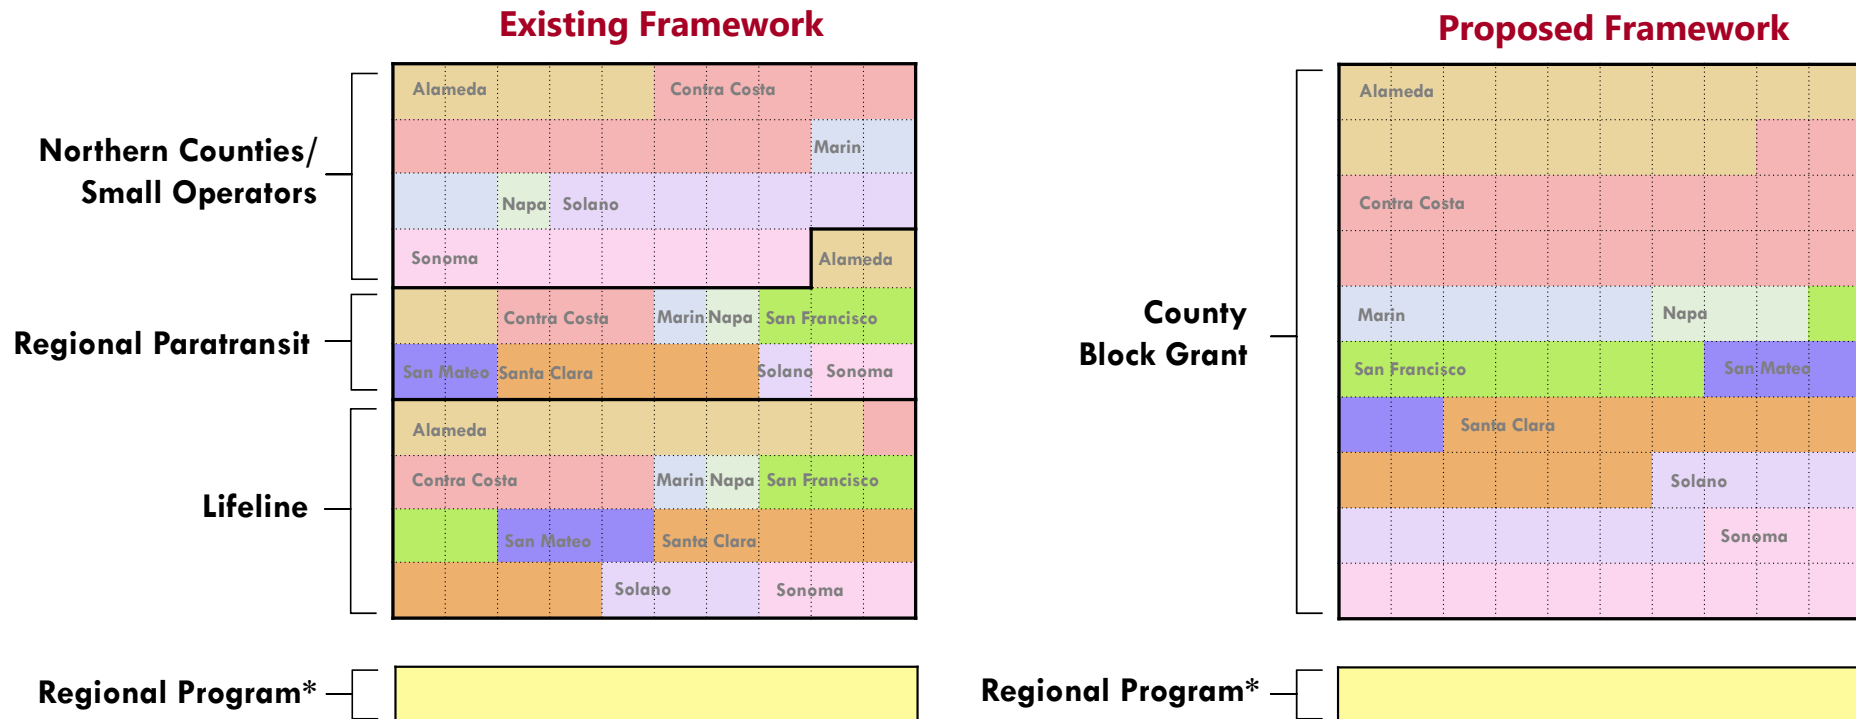 Existing Framework
Northern Counties/
Small Operators
Alameda
Contra Costa
Marin
Napa
Solano
Sonoma
Regional Paratransit
Alameda
Contra Costa
Marin
Napa
San Francisco
San Mateo
Santa Clara
Solano
Sonoma
Lifeline
Alameda
Contra Costa
Marin
Napa
San Francisco
San Mateo
Santa Clara
Solano
Sonoma
Regional Program*
Proposed Framework
County
Block Grant
Alameda
Contra Costa
Marin
Napa
San Francisco
San Mateo
Santa Clara
Solano
Sonoma
Regional Program*